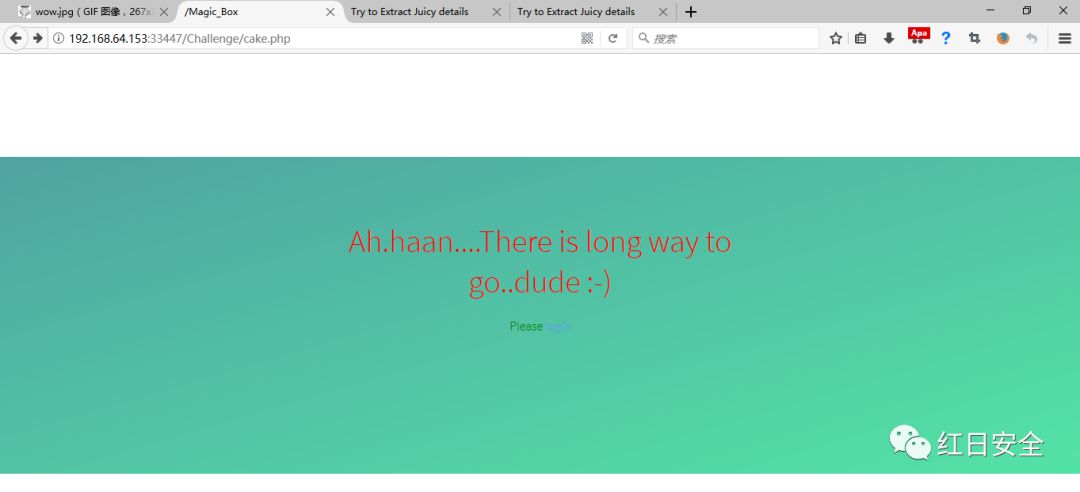 wow.jpg ( GIF 图像，267x
/Magic_Box
Try to Extract Juicy details
Try to Extract Juicy details
192.168.64.153:33447/Challenge/cake.php
搜索
Apa
Ah.haan....There is long way to
go..dude :-)
Please login
红日安全